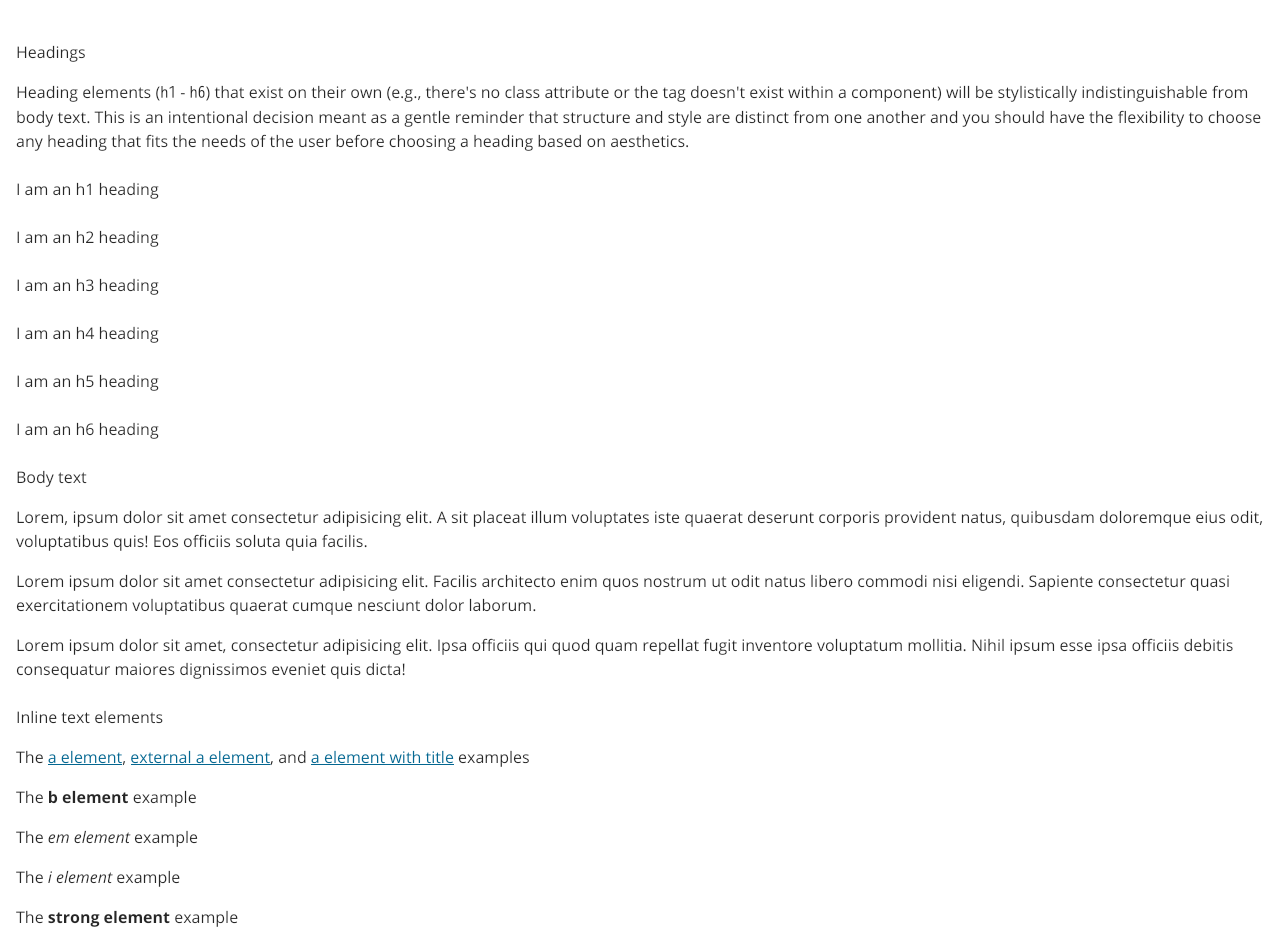 Headings
Heading elements (h1 - h6) that exist on their own (e.g., there's no class attribute or the tag doesn't exist within a component) will be stylistically indistinguishable from
body text. This is an intentional decision meant as a gentle reminder that structure and style are distinct from one another and you should have the flexibility to choose
any heading that fits the needs of the user before choosing a heading based on aesthetics.
I am an h1 heading
I am an h2 heading
I am an h3 heading
I am an h4 heading
I am an h5 heading
I am an h6 heading
Body text
Lorem, ipsum dolor sit amet consectetur adipisicing elit. A sit placeat illum voluptates iste quaerat deserunt corporis provident natus, quibusdam doloremque eius odit,
voluptatibus quis! Eos officiis soluta quia facilis.
Lorem ipsum dolor sit amet consectetur adipisicing elit. Facilis architecto enim quos nostrum ut odit natus libero commodi nisi eligendi. Sapiente consectetur quasi
exercitationem voluptatibus quaerat cumque nesciunt dolor laborum.
Lorem ipsum dolor sit amet, consectetur adipisicing elit. Ipsa officiis qui quod quam repellat fugit inventore voluptatum mollitia. Nihil ipsum esse ipsa officiis debitis
consequatur maiores dignissimos eveniet quis dicta!
Inline text elements
The a element, external a element, and a element with title examples
The b element example
The em element example
The i element example
The strong element example